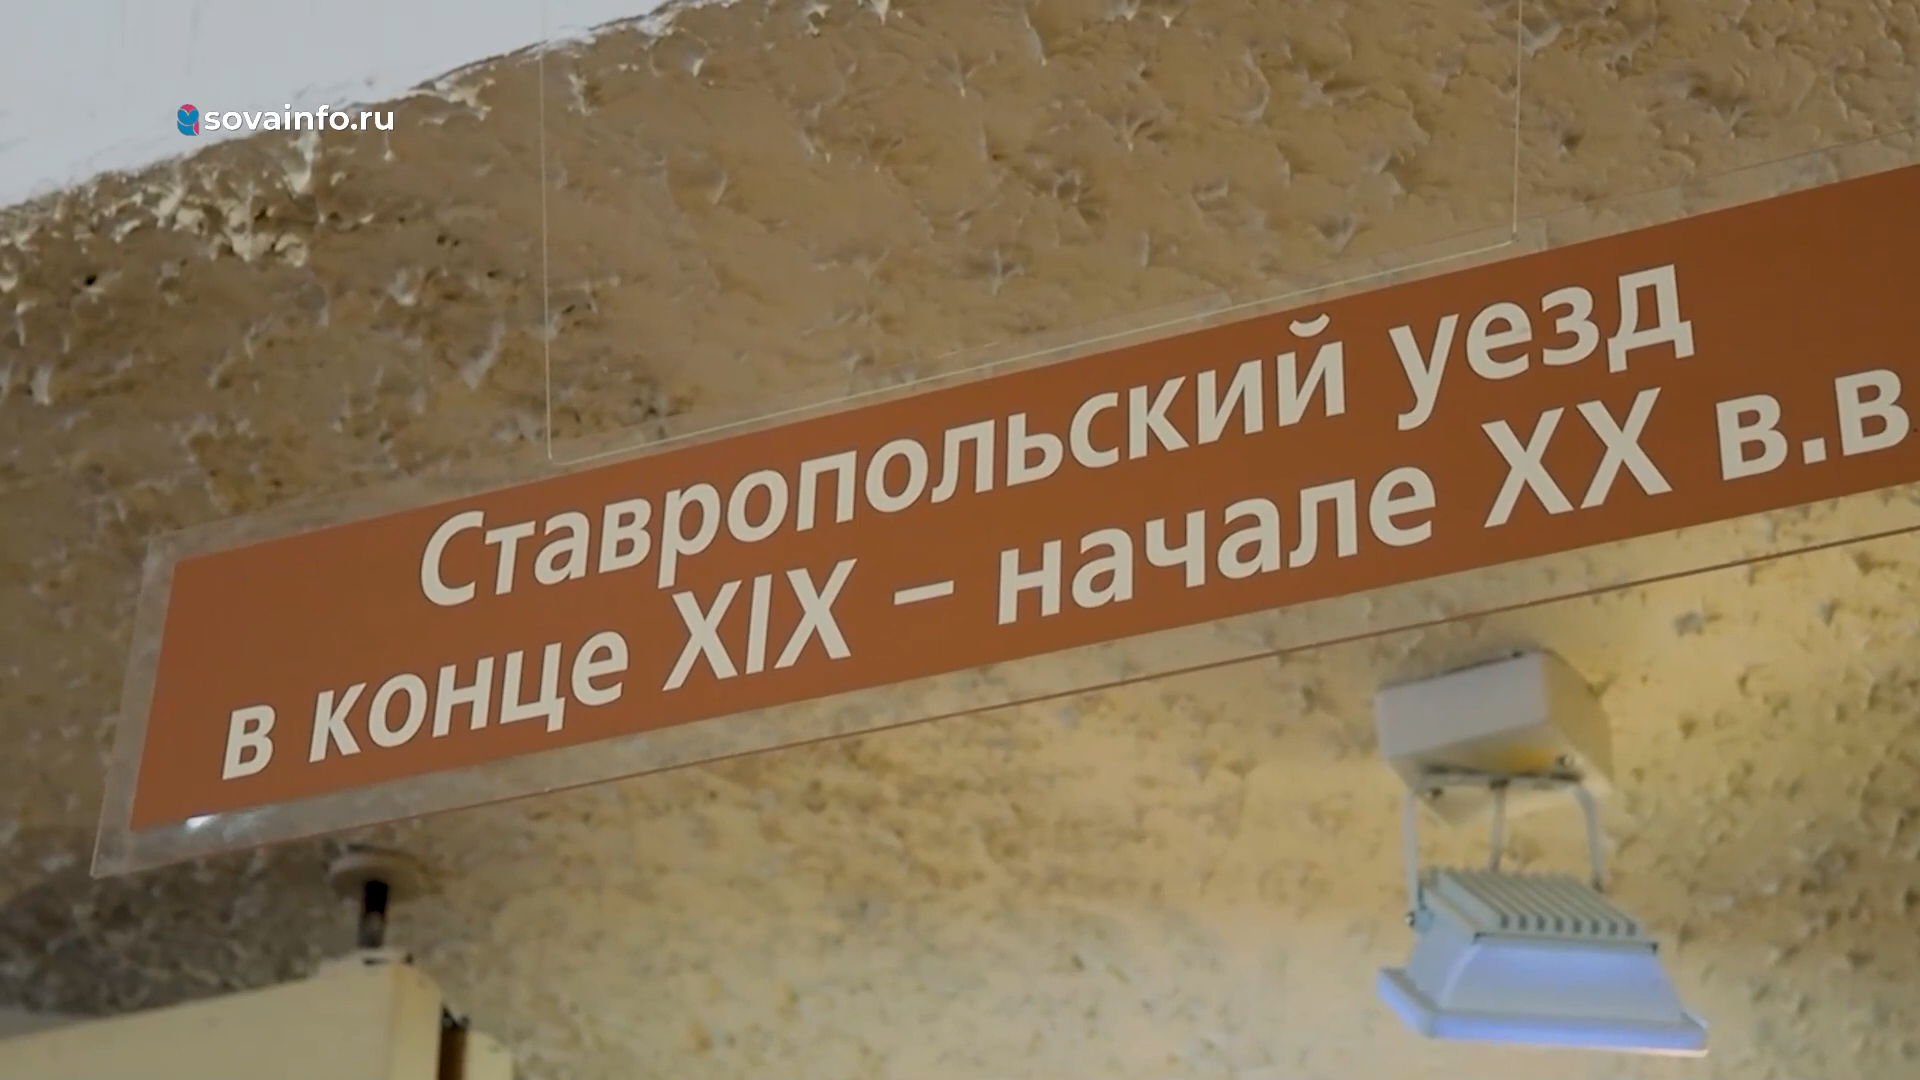 sovainfo.ru
Ставропольский уезд
в конце XIX – начале XX в.в